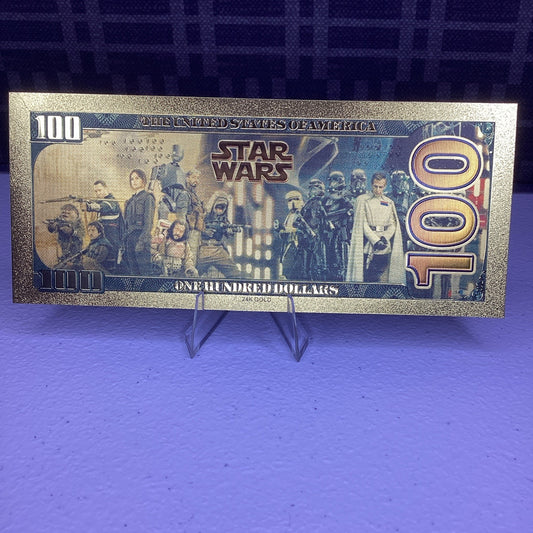 100
THE UNITED STATES OF AMERICA
STAR
WARS
100
100
ONE HUNDRED DOLLARS
24K GOLD